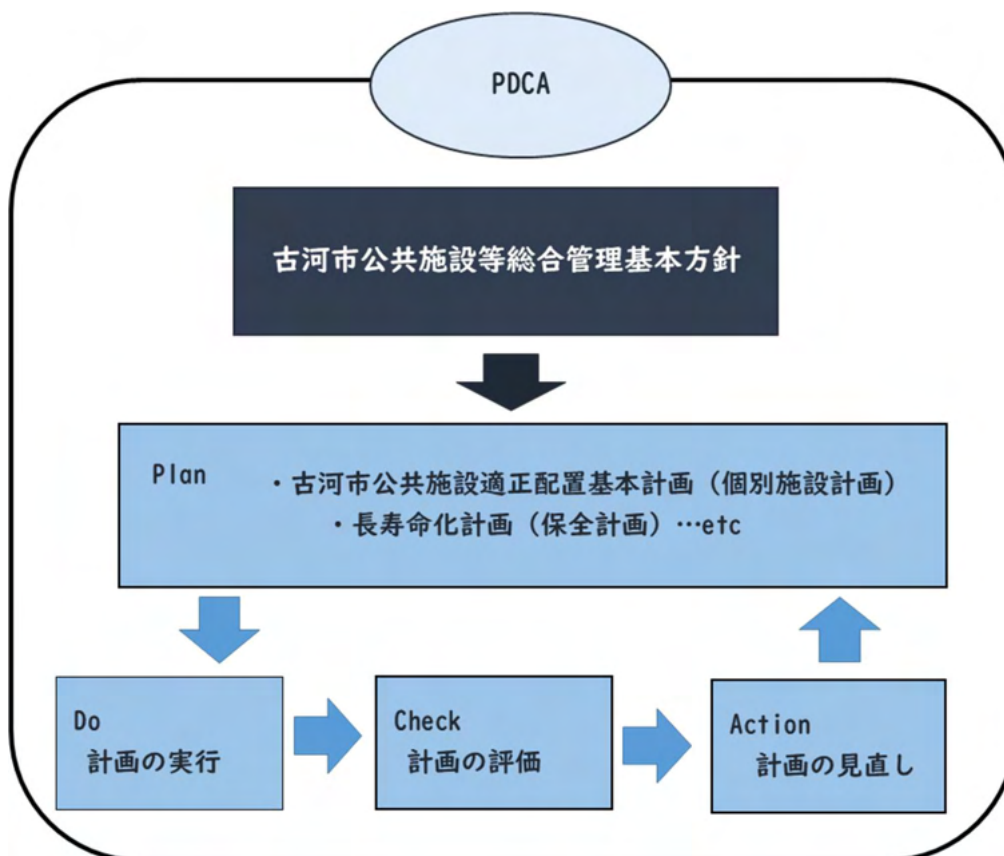 PDCA
古河市公共施設等総合管理基本方針
Plan
・古河市公共施設適正配置基本計画（個別施設計画）
・長寿命化計画（保全計画）…etc
Do
計画の実行
Check
計画の評価
Action
計画の見直し